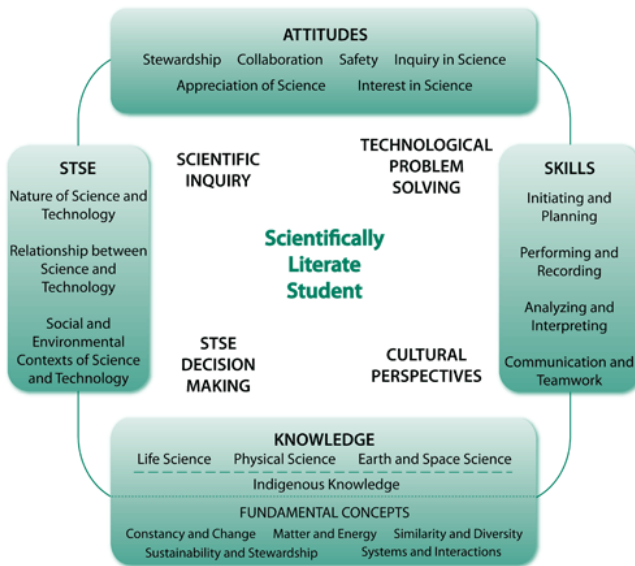 ATTITUDES
Stewardship Collaboration Safety Inquiry in Science
Appreciation of Science Interest in Science
STSE
Nature of Science and
Technology
Relationship between
Science and
Technology
Social and
Environmental
Contexts of Science
and Technology
SCIENTIFIC
INQUIRY
TECHNOLOGICAL
PROBLEM
SOLVING
Scientifically
Literate
Student
STSE
DECISION
MAKING
CULTURAL
PERSPECTIVES
SKILLS
Initiating and
Planning
Performing and
Recording
Analyzing and
Interpreting
Communication and
Teamwork
KNOWLEDGE
Life Science Physical Science Earth and Space Science
Indigenous Knowledge
FUNDAMENTAL CONCEPTS
Constancy and Change Matter and Energy Similarity and Diversity
Sustainability and Stewardship Systems and Interactions